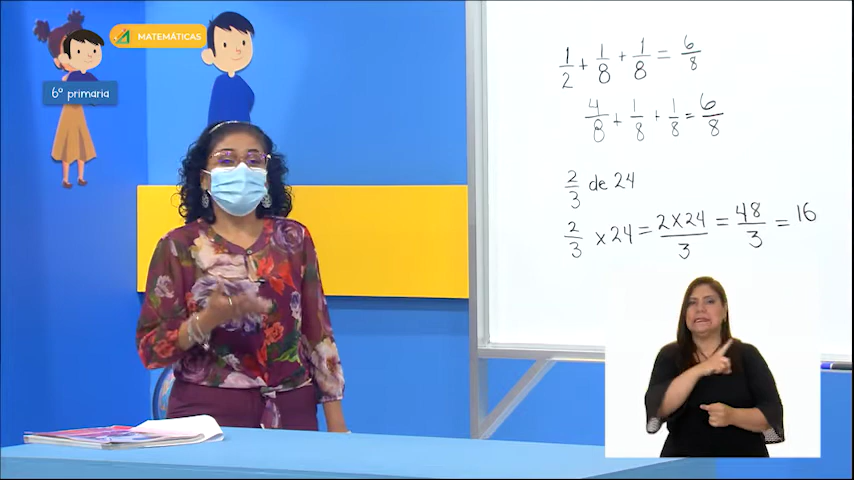 MATEMÁTICAS
6º primaria
1/2 + 1/8 + 1/8 = 6/8
4/8 + 1/8 + 1/8 = 6/8
2/3 de 24
2/3 x 24 = 2x24/3 = 48/3 = 16